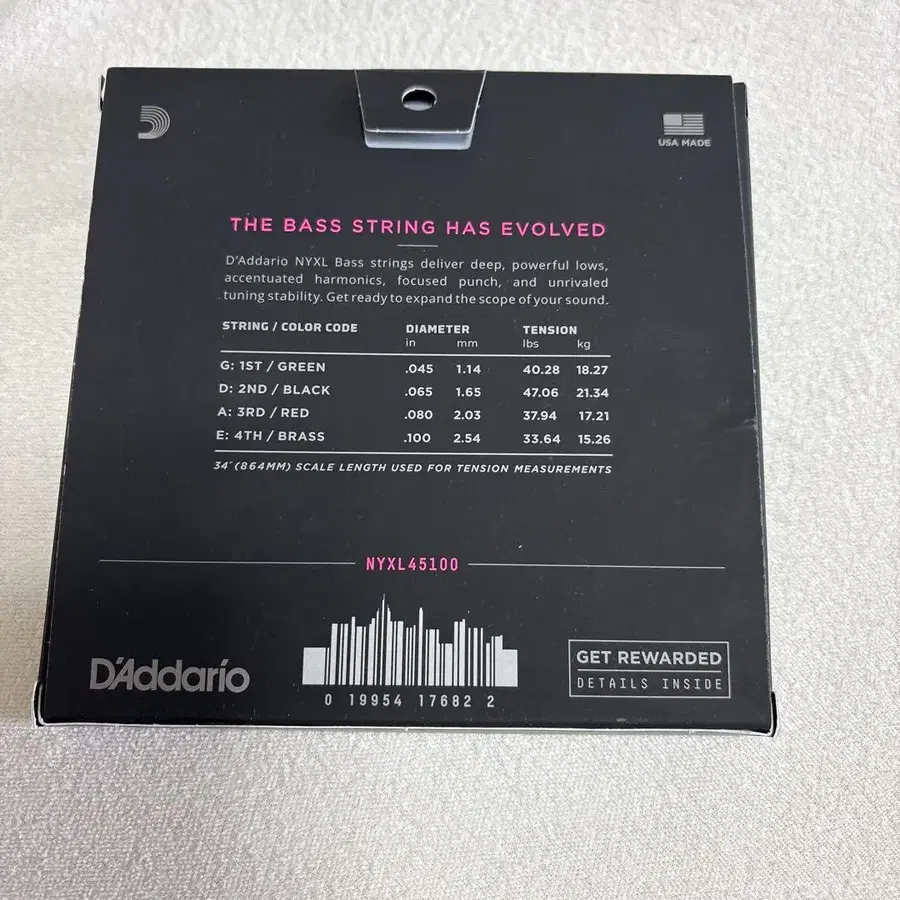 USA MADE
THE BASS STRING HAS EVOLVED
D'Addario NYXL Bass strings deliver deep, powerful lows,
accentuated harmonics, focused punch, and unrivaled
tuning stability. Get ready to expand the scope of your sound.
STRING / COLOR CODE DIAMETER TENSION
in mm lbs kg
G: 1ST / GREEN .045 1.14 40.28 18.27
D: 2ND / BLACK .065 1.65 47.06 21.34
A: 3RD / RED .080 2.03 37.94 17.21
E: 4TH / BRASS .100 2.54 33.64 15.26
34" (864MM) SCALE LENGTH USED FOR TENSION MEASUREMENTS
NYXL45100
D'Addario
0 19954 17682 2
GET REWARDED
DETAILS INSIDE